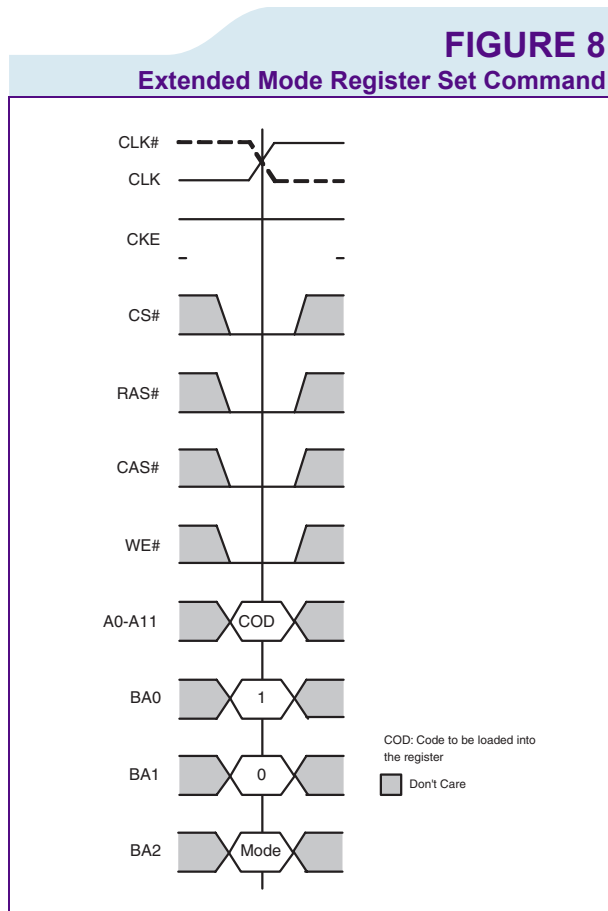 FIGURE 8
Extended Mode Register Set Command
CLK#
CLK
CKE
CS#
RAS#
CAS#
WE#
A0-A11
COD
BA0
1
BA1
0
BA2
Mode
COD: Code to be loaded into
the register
Don't Care